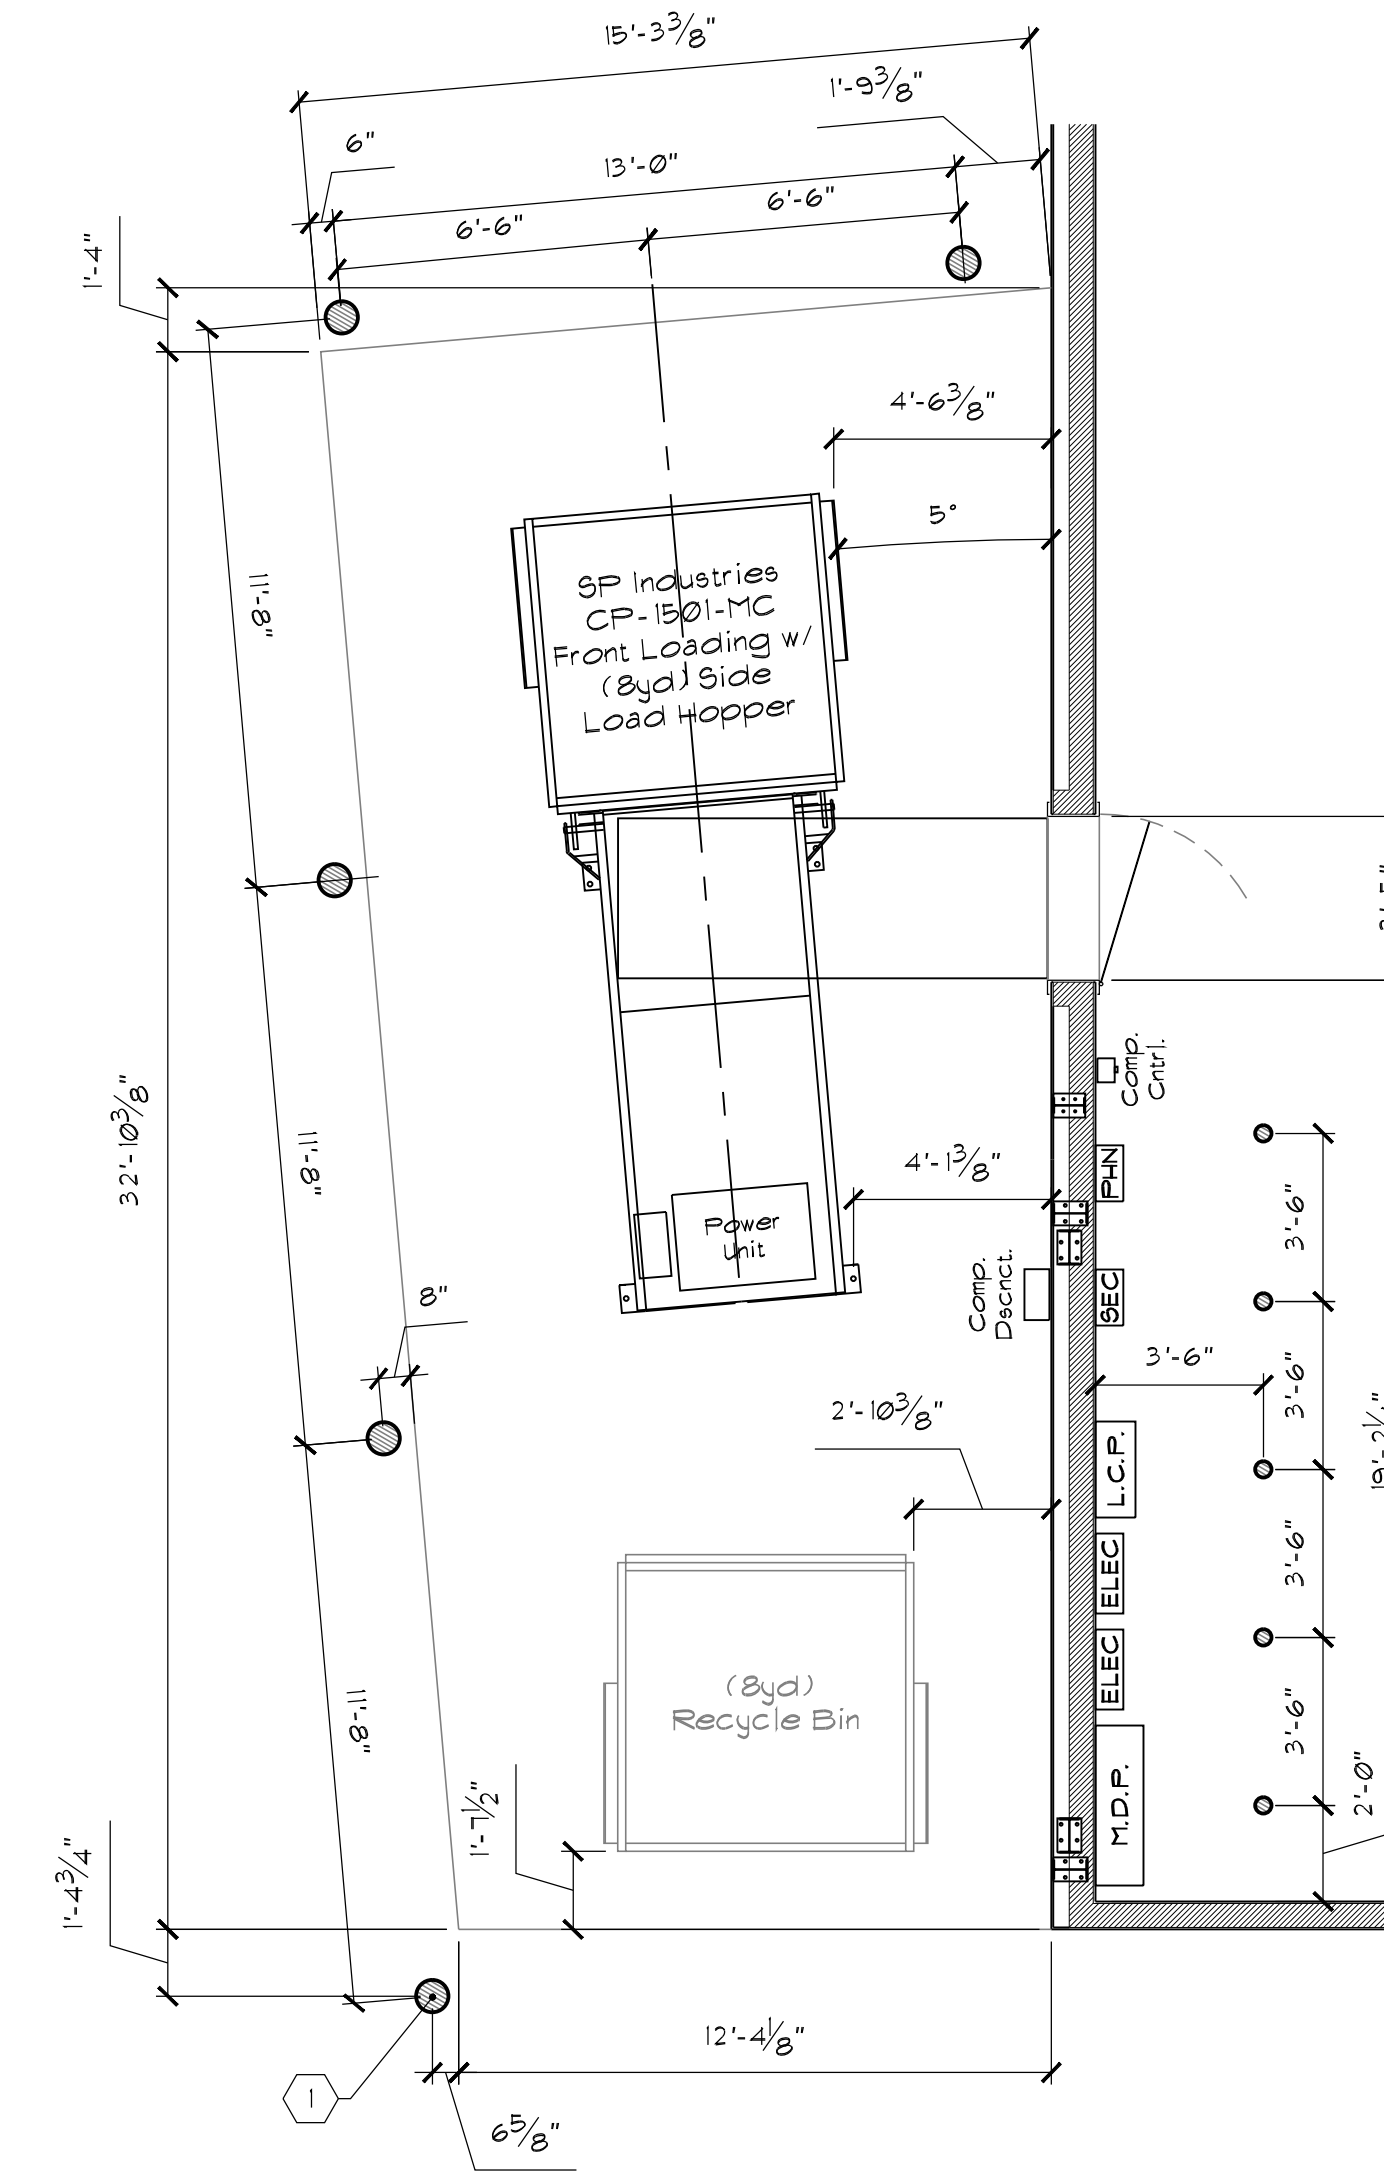 15'-3 3/8"
1'-9 3/8"
6"
13'-0"
6'-6"
6'-6"
1'-4"
4'-6 3/8"
5°
11'-8"
SP Industries
CP-1501-MC
Front Loading w/
(8yd) Side
Load Hopper
Comp.
Cntrl.
32'-10 3/8"
11'-8"
4'-1 3/8"
PHN
3'-6"
Power
Unit
Comp.
Dscnct.
SEC
8"
3'-6"
3'-6"
2'-10 3/8"
L.C.P.
ELEC
3'-6"
ELEC
11'-8"
(8yd)
Recycle Bin
3'-6"
M.D.P.
2'-0"
1'-7 1/2"
1'-4 3/4"
12'-4 1/8"
1
6 5/8"